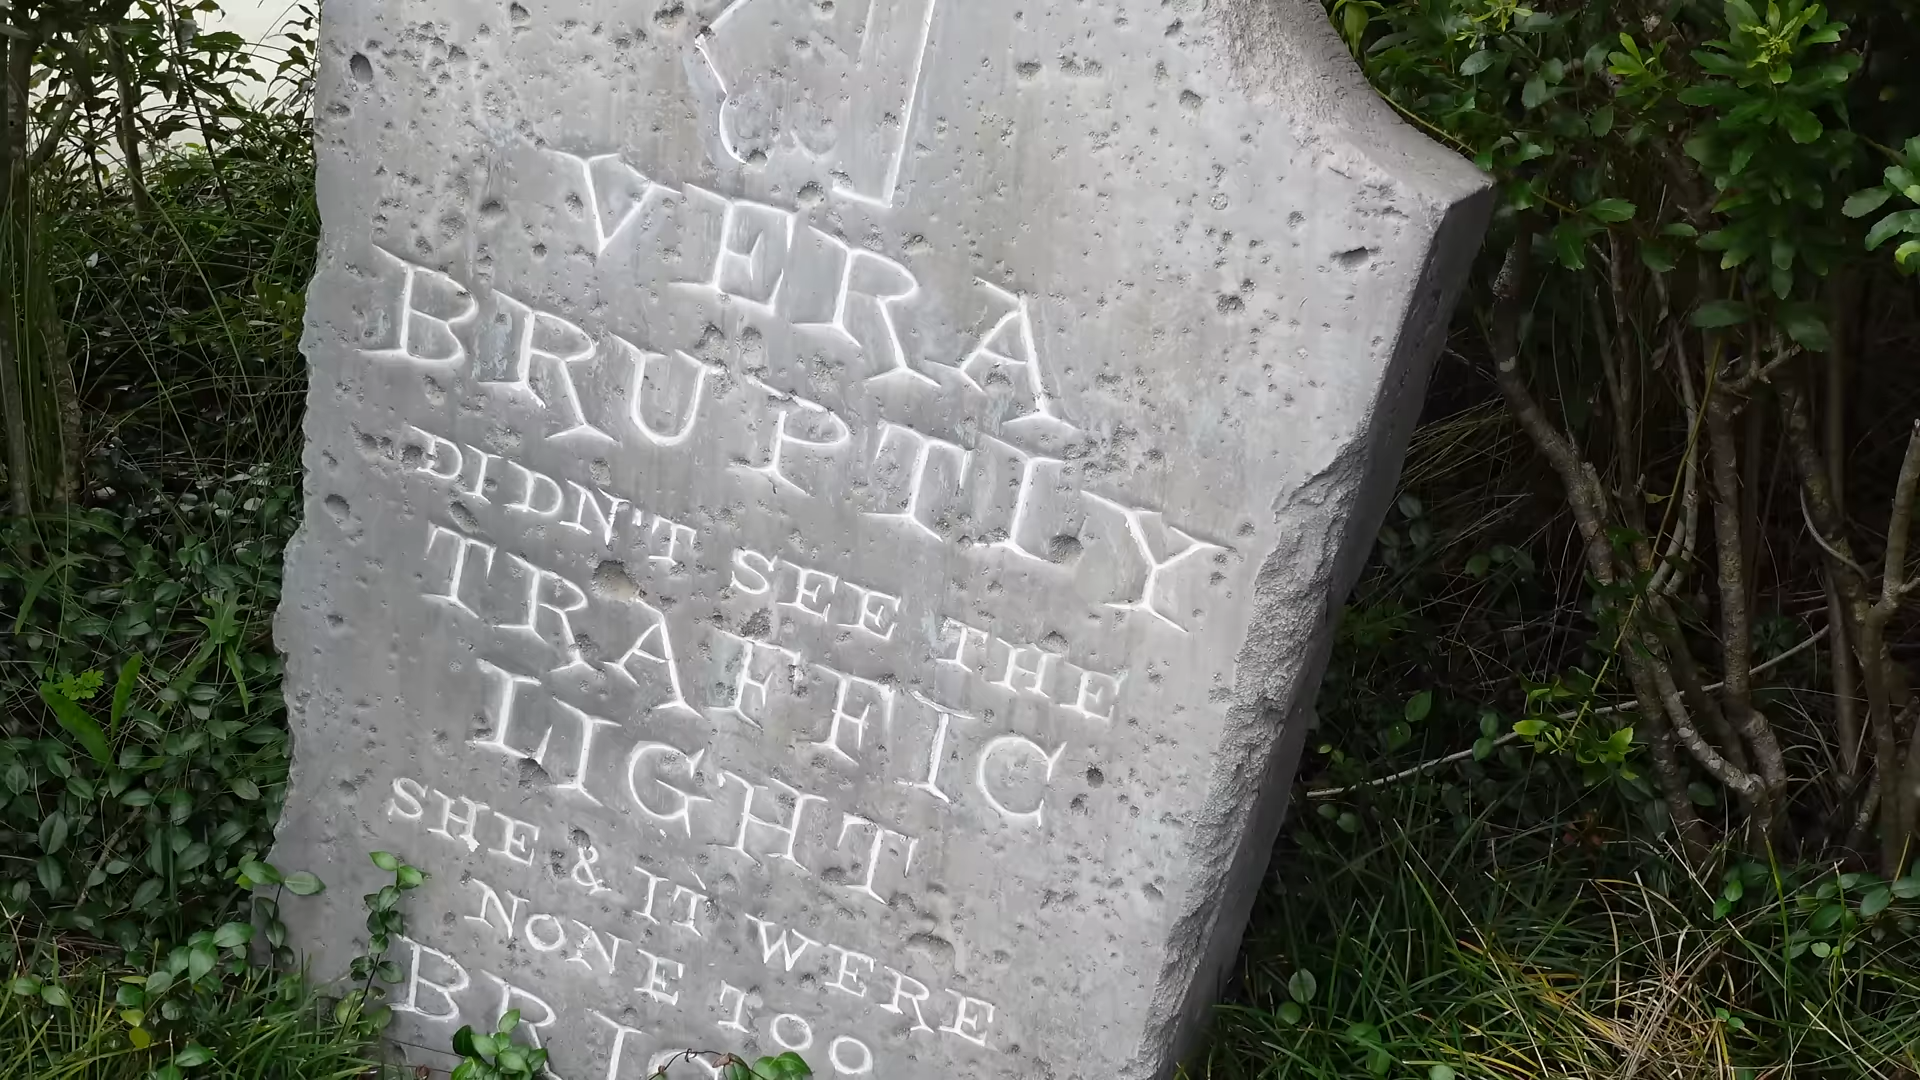 VERA
BRUPTLY
DIDN'T SEE THE
TRAFFIC
LIGHT
SHE & IT WERE
NONE TOO